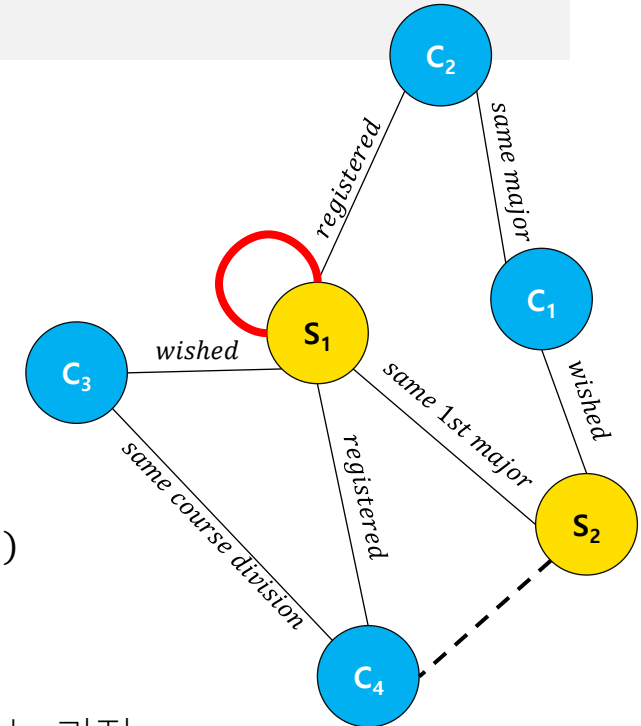 C₂
registered
same major
C₁
S₁
wished
C₃
same 1st major
wished
registered
same course division
S₂
)
C₄